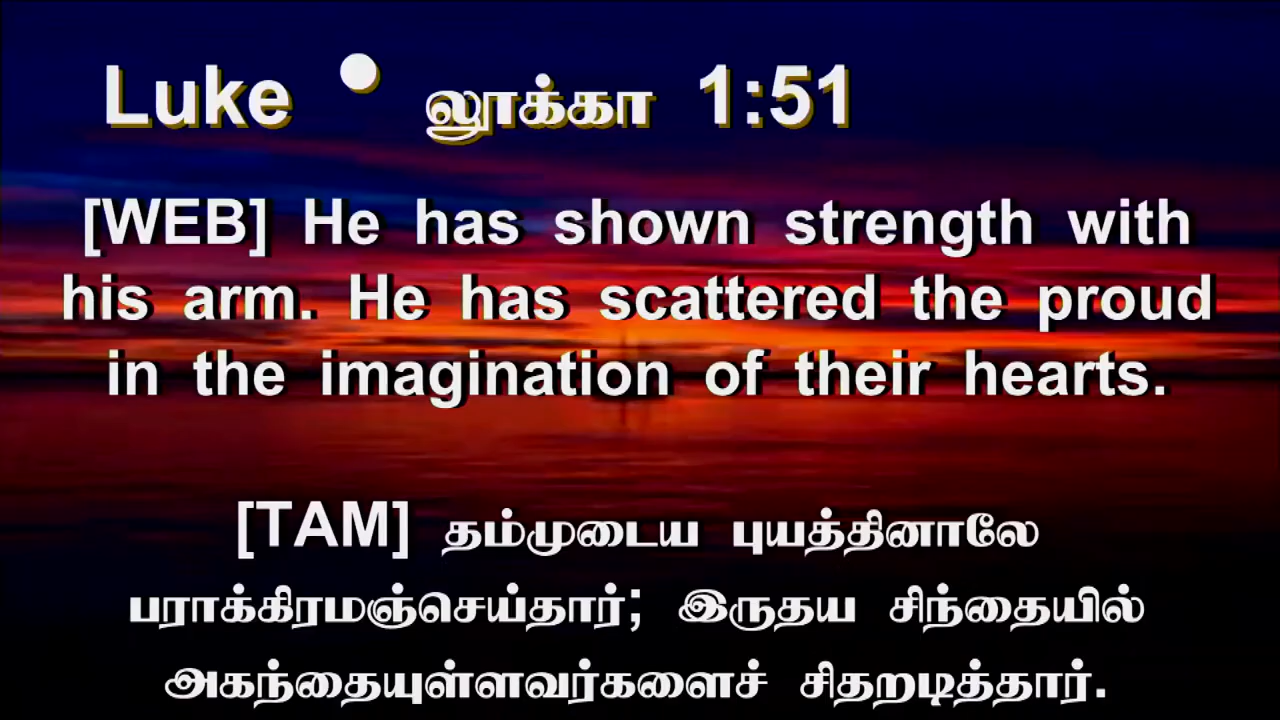 Luke • லூக்கா 1:51
[WEB] He has shown strength with
his arm. He has scattered the proud
in the imagination of their hearts.
[TAM] தம்முடைய புயத்தினாலே
பராக்கிரமஞ்செய்தார்; இருதய சிந்தையில்
அகந்தையுள்ளவர்களைச் சிதறடித்தார்.